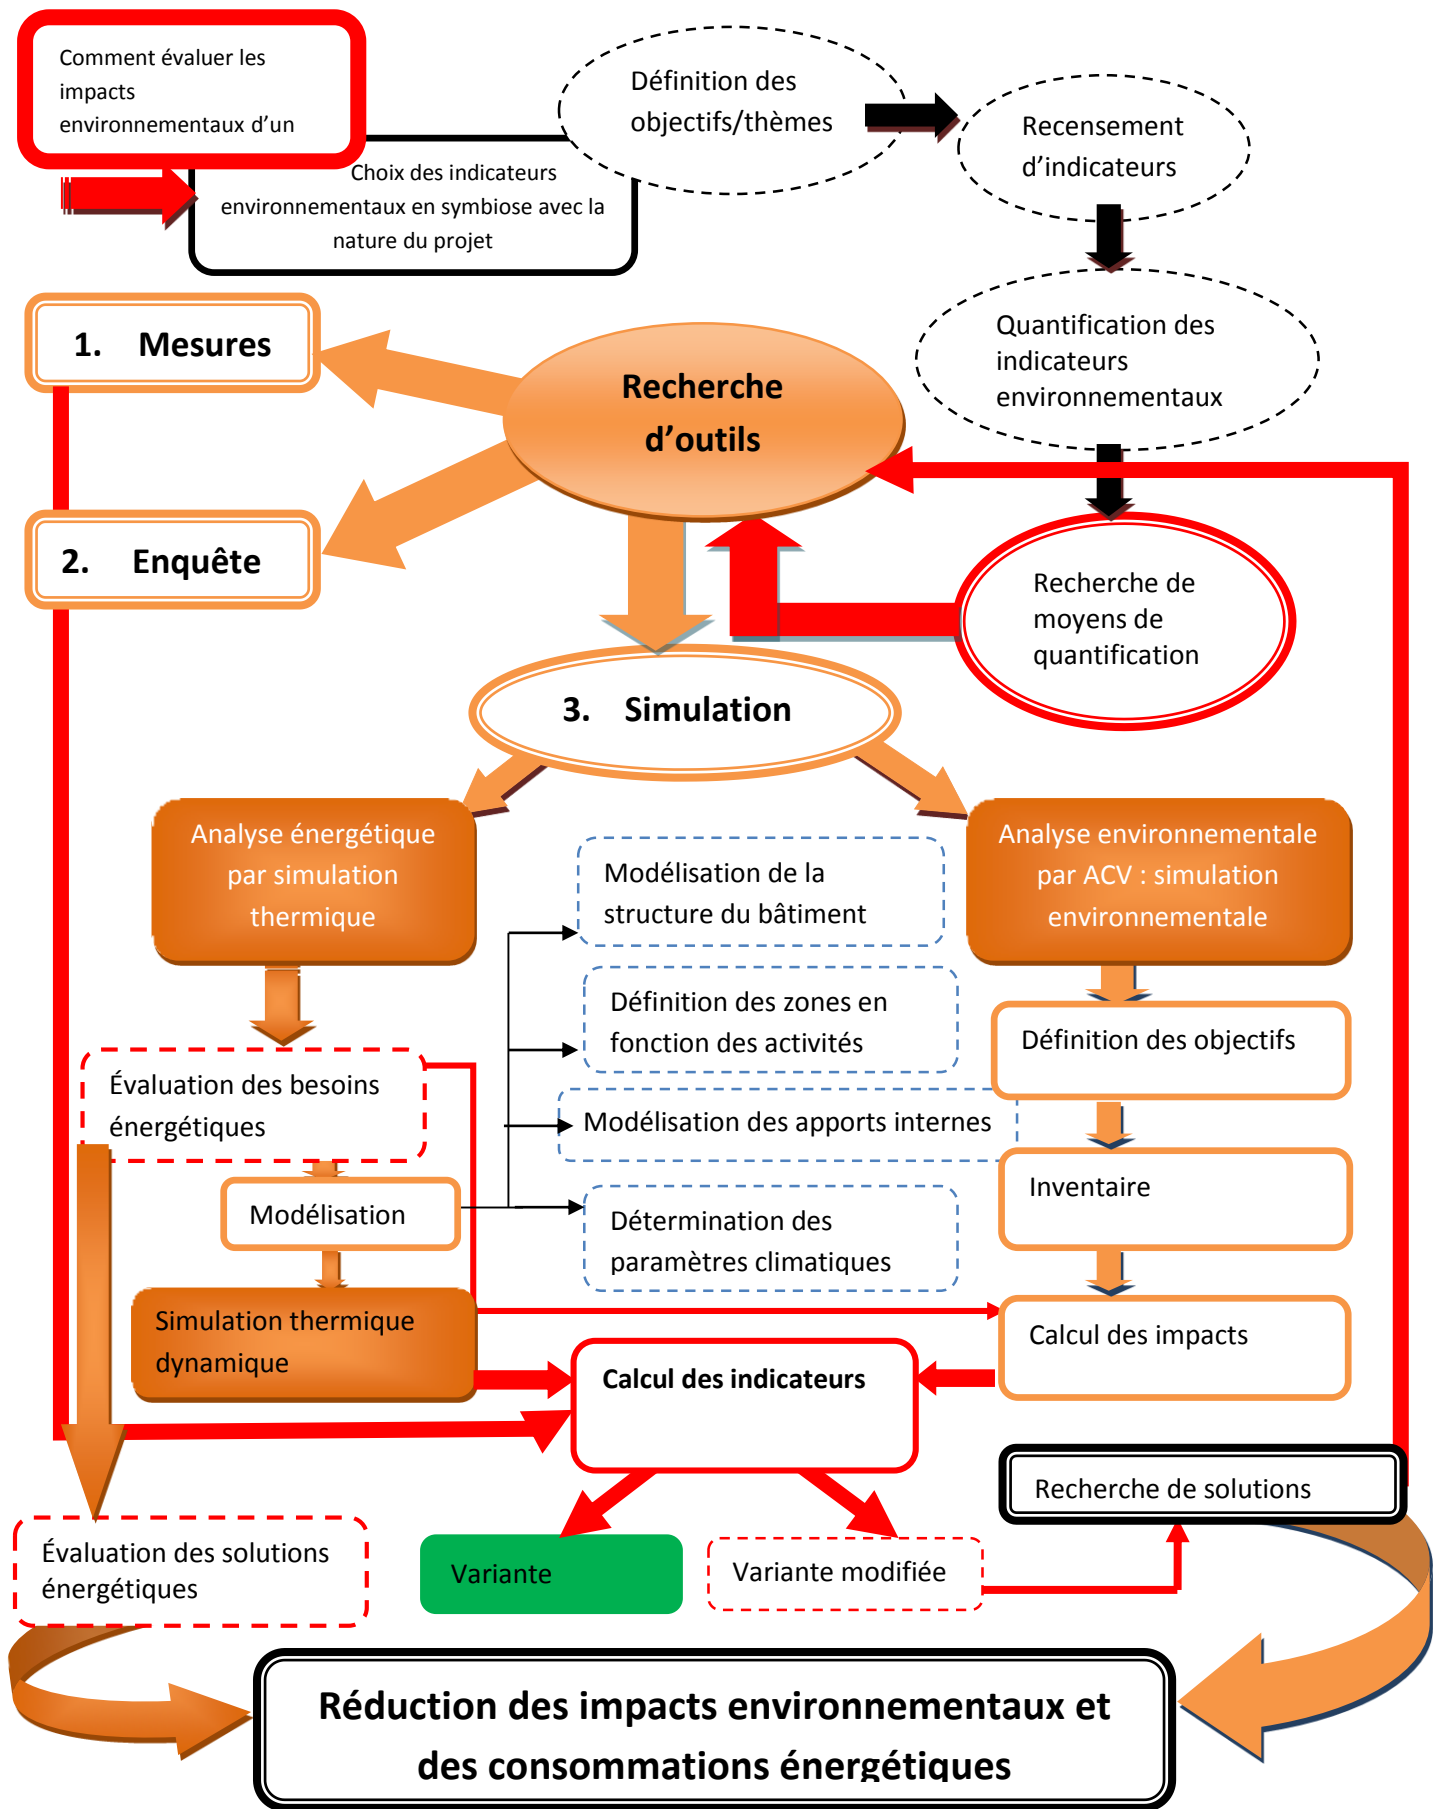 Comment évaluer les
impacts
environnementaux d’un
Choix des indicateurs
environnementaux en symbiose avec la
nature du projet
Définition des
objectifs/thèmes
Recensement
d’indicateurs
Quantification des
indicateurs
environnementaux
Recherche de
moyens de
quantification
Recherche
d’outils
1. Mesures
2. Enquête
3. Simulation
Analyse énergétique
par simulation
thermique
Évaluation des besoins
énergétiques
Modélisation
Simulation thermique
dynamique
Modélisation de la
structure du bâtiment
Définition des zones en
fonction des activités
Modélisation des apports internes
Détermination des
paramètres climatiques
Analyse environnementale
par ACV : simulation
environnementale
Définition des objectifs
Inventaire
Calcul des impacts
Calcul des indicateurs
Recherche de solutions
Évaluation des solutions
énergétiques
Variante
Variante modifiée
Réduction des impacts environnementaux et
des consommations énergétiques